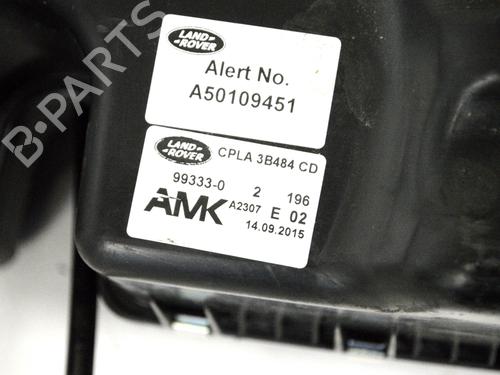 B-PARTS
LAND
ROVER
Alert No.
A50109451
LAND
ROVER
CPLA 3B484 CD
99333-0 2 196
AMK A2307 E 02
14.09.2015